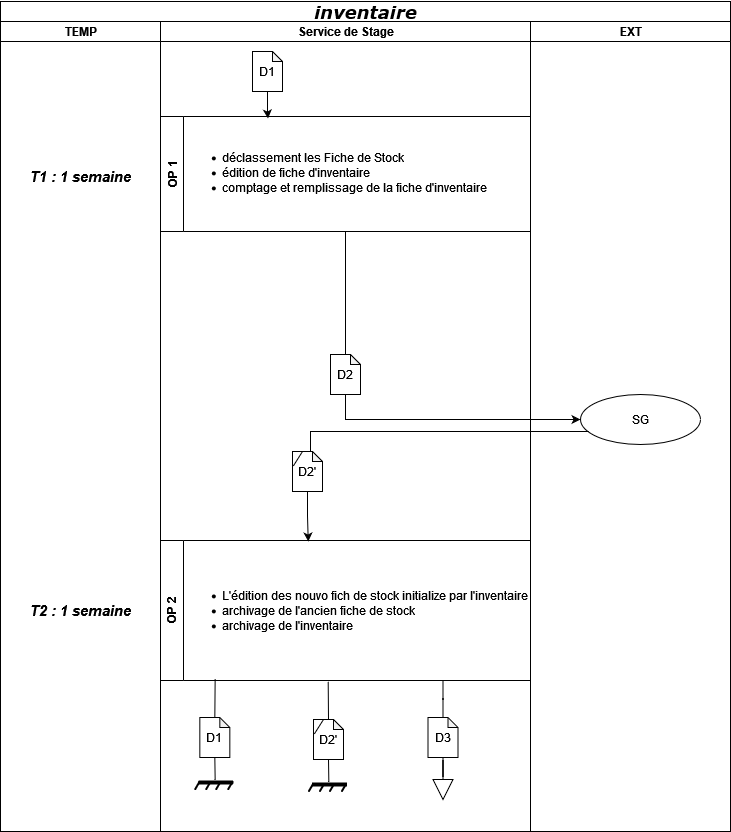 inventaire
TEMP
Service de Stage
EXT
D1
T1 : 1 semaine
OP 1
déclassement les Fiche de Stock
édition de fiche d'inventaire
comptage et remplissage de la fiche d'inventaire
D2
SG
D2'
T2 : 1 semaine
OP 2
L'édition des nouvo fich de stock initialize par l'inventaire
archivage de l'ancien fiche de stock
archivage de l'inventaire
D1
D2'
D3